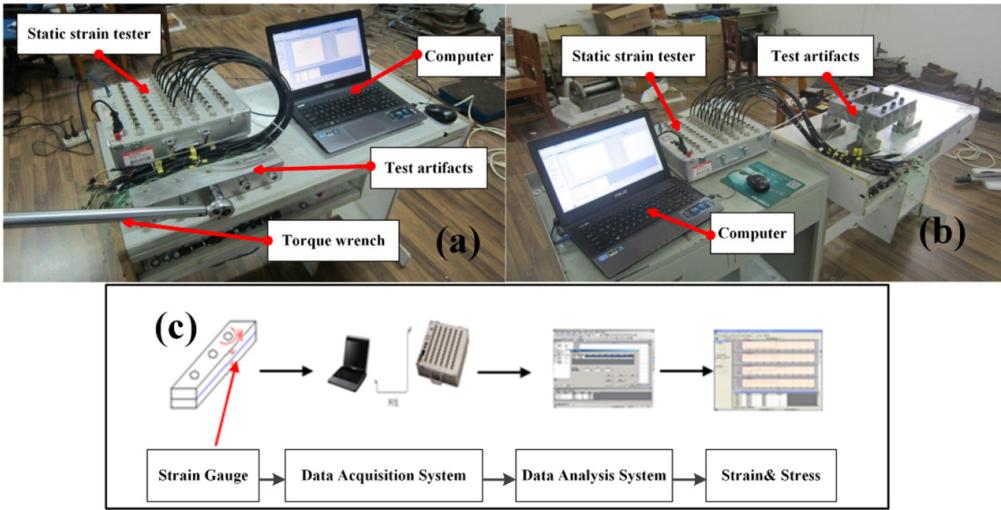 Static strain tester
Computer
Test artifacts
Torque wrench
(a)
Static strain tester
Test artifacts
Computer
(b)
(c)
Strain Gauge
Data Acquisition System
Data Analysis System
Strain& Stress